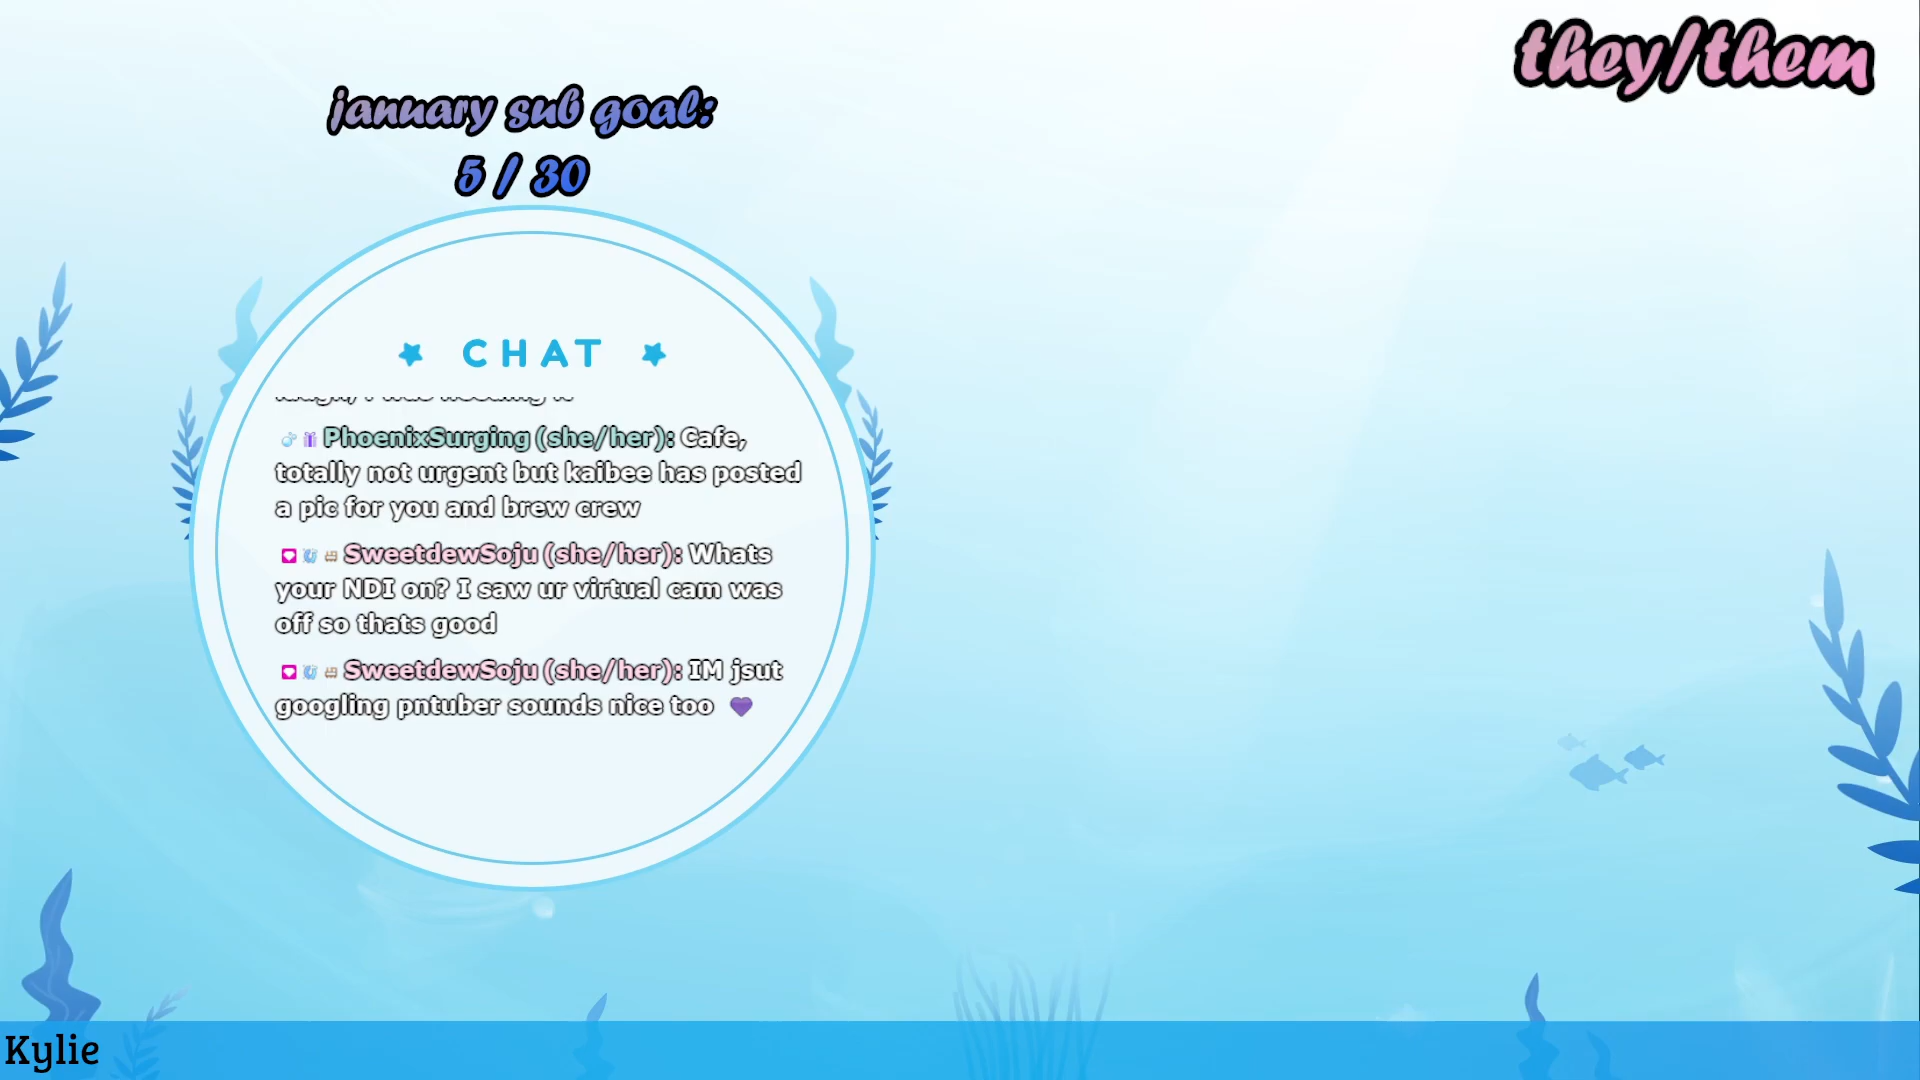 they/them
january sub goal:
5 / 30
CHAT
PhoenixSurging (she/her): Cafe,
totally not urgent but kaibee has posted
a pic for you and brew crew
SweetdewSoju (she/her): Whats
your NDI on? I saw ur virtual cam was
off so thats good
SweetdewSoju (she/her): IM jsut
googling pntuber sounds nice too
Kylie